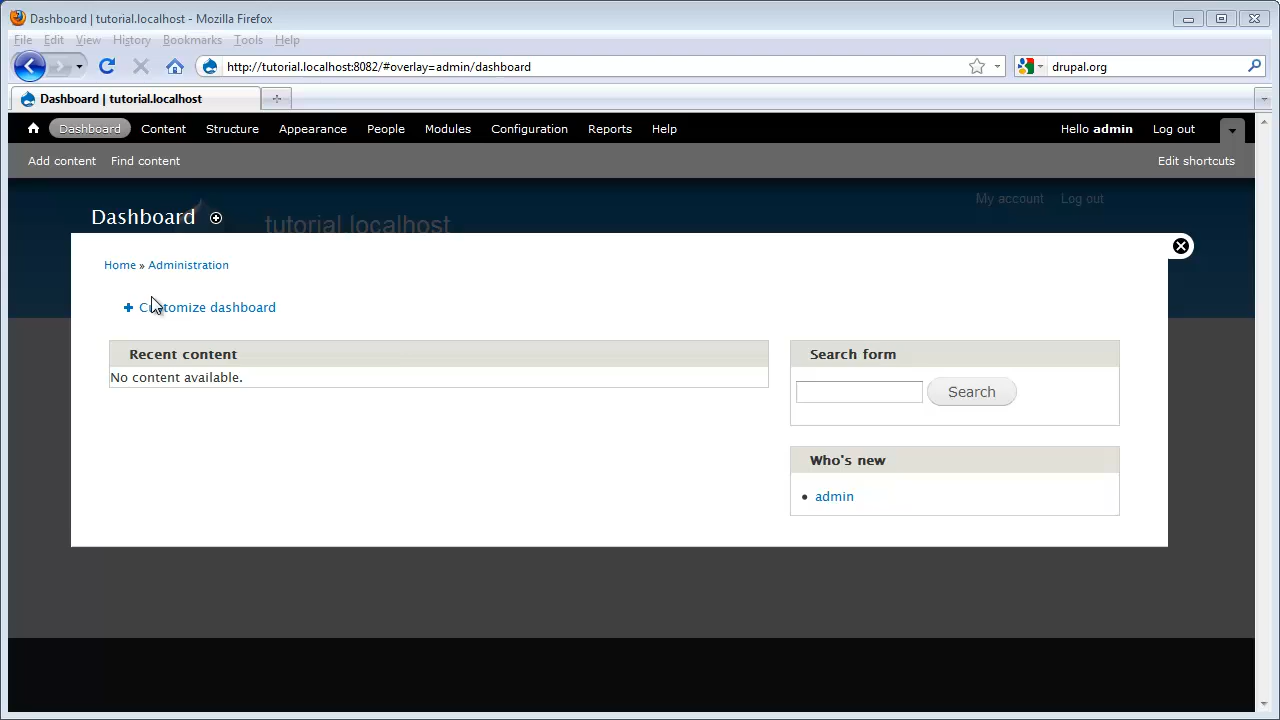 Dashboard | tutorial.localhost - Mozilla Firefox
File Edit View History Bookmarks Tools Help
http://tutorial.localhost:8082/#overlay=admin/dashboard drupal.org
Dashboard | tutorial.localhost
Dashboard Content Structure Appearance People Modules Configuration Reports Help Hello admin Log out
Add content Find content Edit shortcuts
My account Log out
Dashboard tutorial.localhost
Home » Administration
Customize dashboard
Recent content Search form
No content available.
Search
Who's new
admin